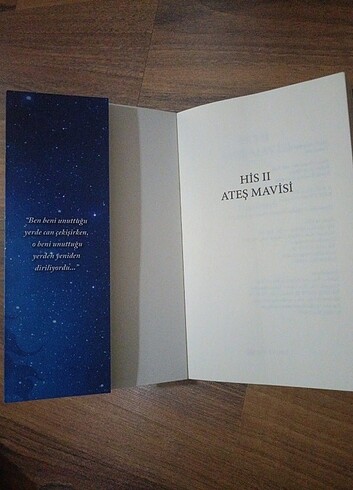 "Ben beni unuttuğu
yerde can çekişirken,
o beni unuttuğu
yerden yeniden
diriliyordu..."
HİS II
ATEŞ MAVİSİ